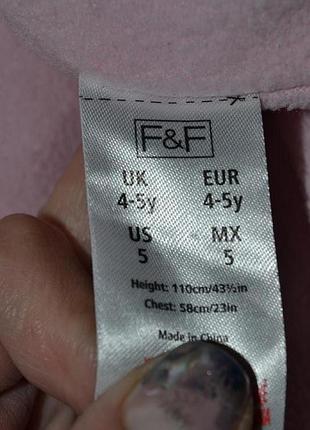 F&F
UK EUR
4-5y 4-5y
US MX
5 5
Height: 110cm/43½in
Chest: 58cm/23in
Made in China